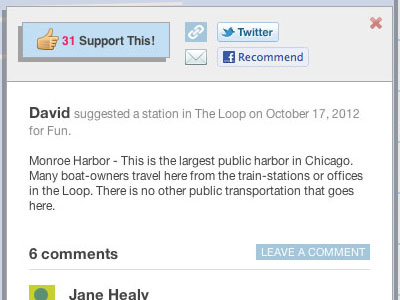 31 Support This!
Twitter
Recommend
David suggested a station in The Loop on October 17, 2012
for Fun.
Monroe Harbor - This is the largest public harbor in Chicago.
Many boat-owners travel here from the train-stations or offices
in the Loop. There is no other public transportation that goes
here.
6 comments
LEAVE A COMMENT
Jane Healy